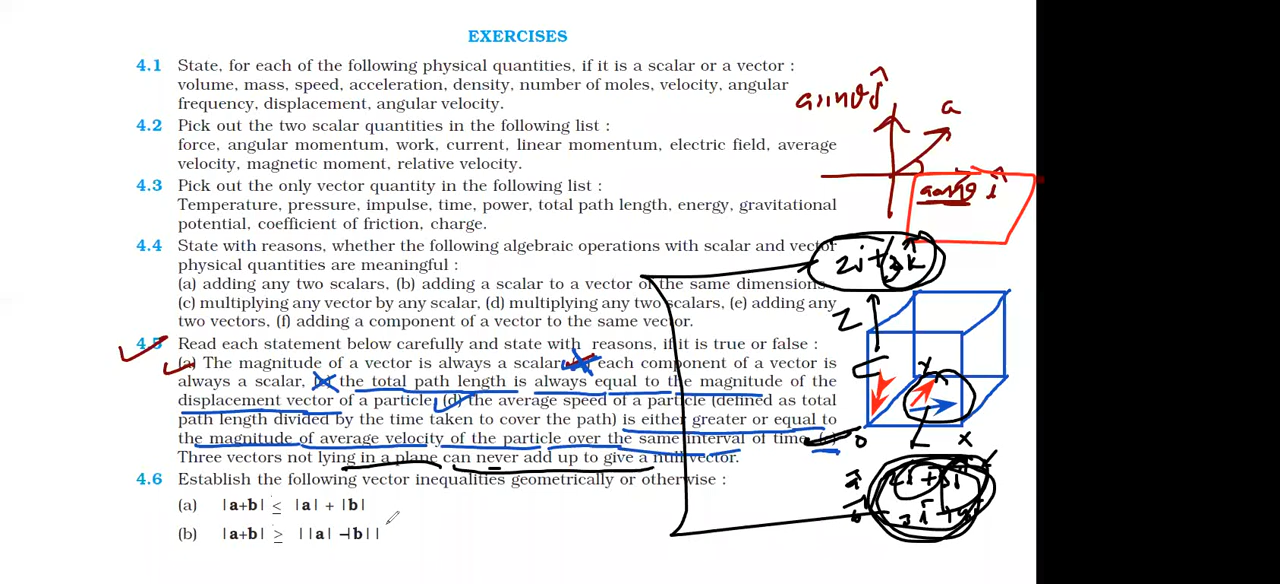 EXERCISES
4.1 State, for each of the following physical quantities, if it is a scalar or a vector :
volume, mass, speed, acceleration, density, number of moles, velocity, angular
frequency, displacement, angular velocity.
4.2 Pick out the two scalar quantities in the following list :
force, angular momentum, work, current, linear momentum, electric field, average
velocity, magnetic moment, relative velocity.
4.3 Pick out the only vector quantity in the following list :
Temperature, pressure, impulse, time, power, total path length, energy, gravitational
potential, coefficient of friction, charge.
4.4 State with reasons, whether the following algebraic operations with scalar and vector
physical quantities are meaningful :
(a) adding any two scalars, (b) adding a scalar to a vector of the same dimensions,
(c) multiplying any vector by any scalar, (d) multiplying any two scalars, (e) adding any
two vectors, (f) adding a component of a vector to the same vector.
4.5 Read each statement below carefully and state with reasons, if it is true or false :
(a) The magnitude of a vector is always a scalar, each component of a vector is
always a scalar, the total path length is always equal to the magnitude of the
displacement vector of a particle. (d) the average speed of a particle (defined as total
path length divided by the time taken to cover the path) is either greater or equal to
the magnitude of average velocity of the particle over the same interval of time,
Three vectors not lying in a plane can never add up to give a null vector.
4.6 Establish the following vector inequalities geometrically or otherwise :
(a) |a+b| ≤ |a| + |b|
(b) |a+b| ≥ ||a| −|b||
a sinθ ĵ
a
î
Z
Y
X
O